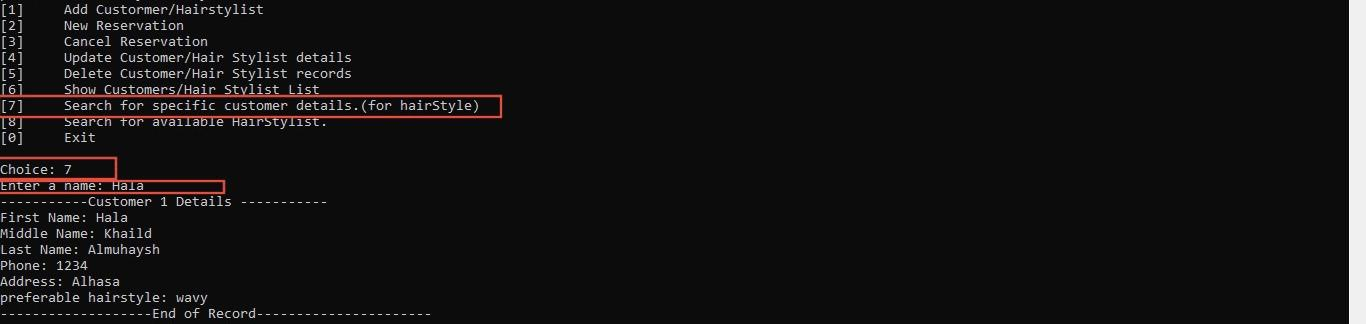 [1] Add Custormer/Hairstylist
[2] New Reservation
[3] Cancel Reservation
[4] Update Customer/Hair Stylist details
[5] Delete Customer/Hair Stylist records
[6] Show Customers/Hair Stylist List
[7] Search for specific customer details.(for hairStyle)
[8] Search for available HairStylist.
[0] Exit
Choice: 7
Enter a name: Hala
-----------Customer 1 Details -----------
First Name: Hala
Middle Name: Khaild
Last Name: Almuhaysh
Phone: 1234
Address: Alhasa
preferable hairstyle: wavy
-------------------End of Record----------------------